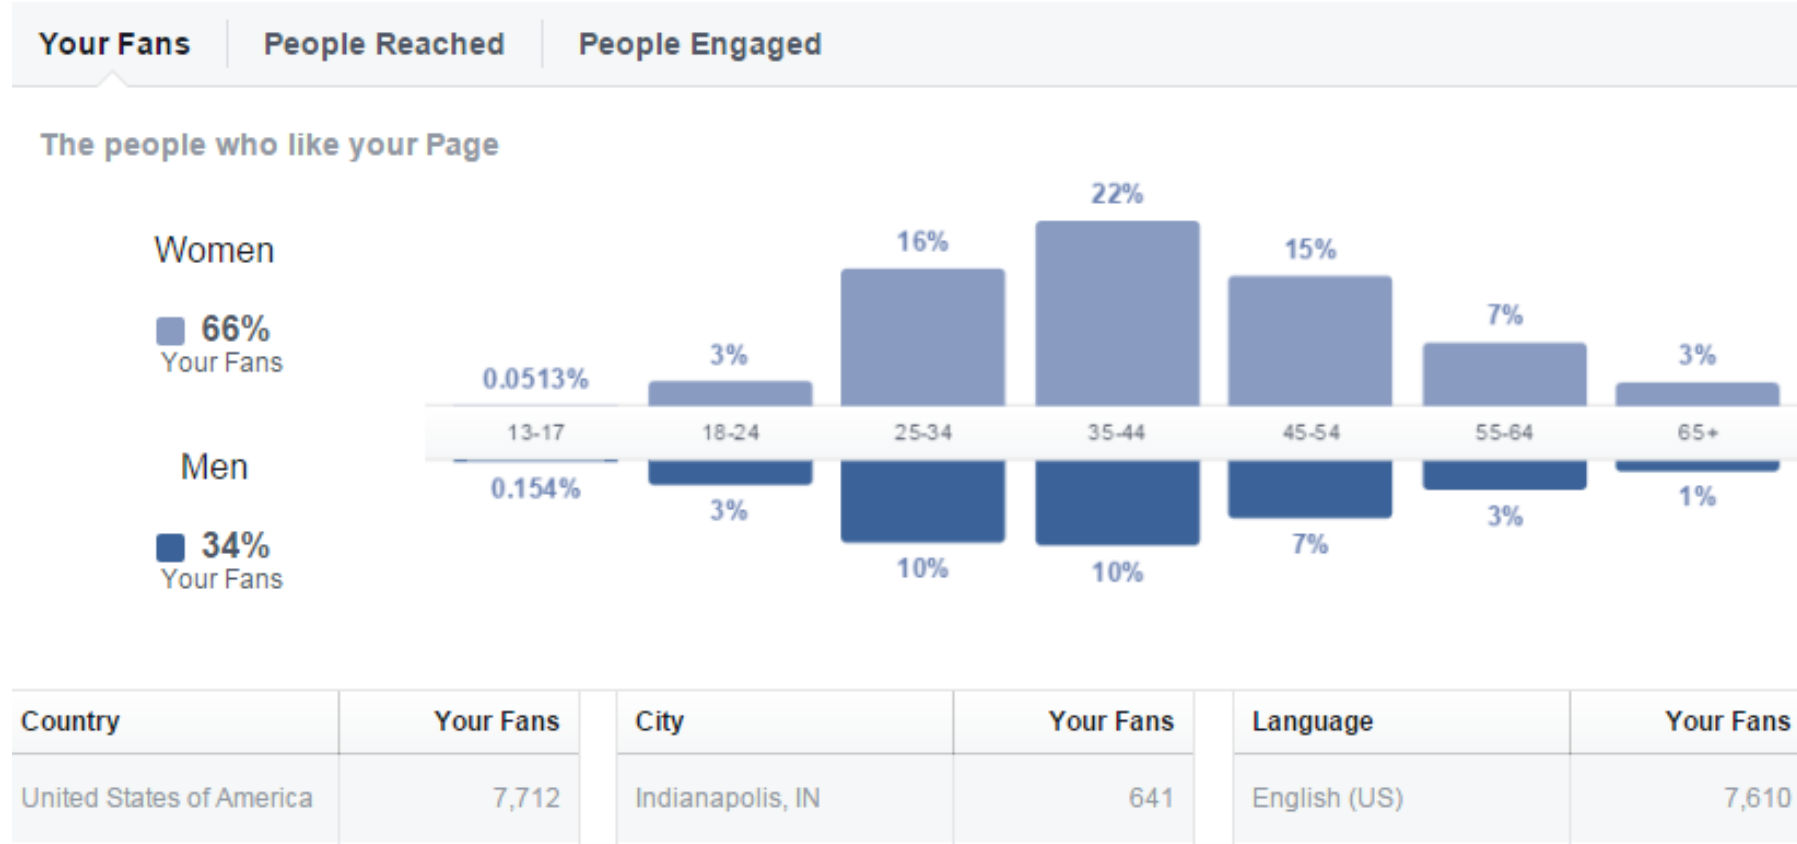 Your Fans People Reached People Engaged
The people who like your Page
Women
66%
Your Fans
Men
34%
Your Fans
0.0513% 3% 16% 22% 15% 7% 3%
13-17 18-24 25-34 35-44 45-54 55-64 65+
0.154% 3% 10% 10% 7% 3% 1%
Country Your Fans City Your Fans Language Your Fans
United States of America 7,712 Indianapolis, IN 641 English (US) 7,610